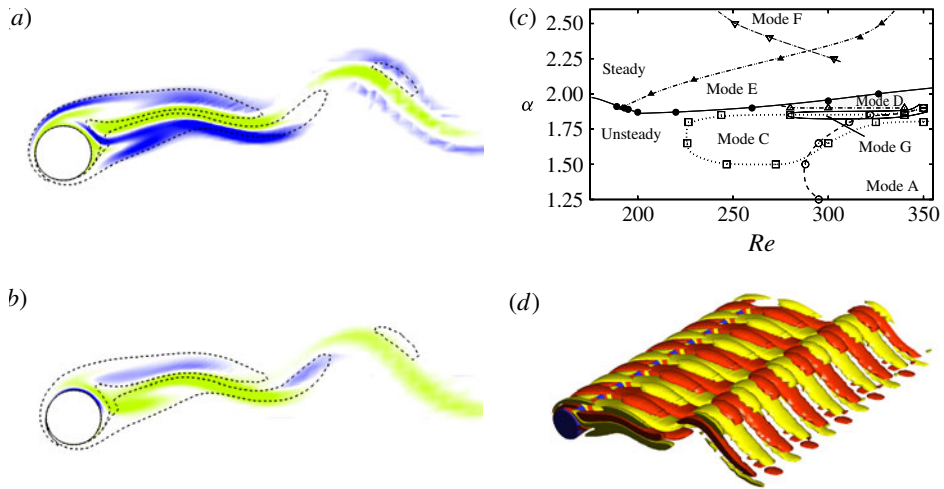 (a)
(c)
2.50
2.25
2.00
1.75
1.50
1.25
α
Mode F
Steady
Mode E
Mode D
Unsteady
Mode C
Mode G
Mode A
200
250
300
350
Re
b)
(d)